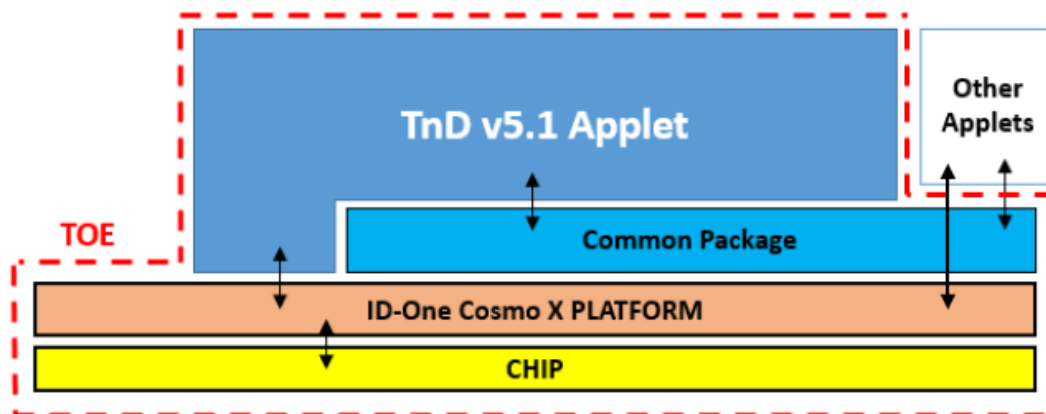 TnD v5.1 Applet
Other
Applets
TOE
Common Package
ID-One Cosmo X PLATFORM
CHIP